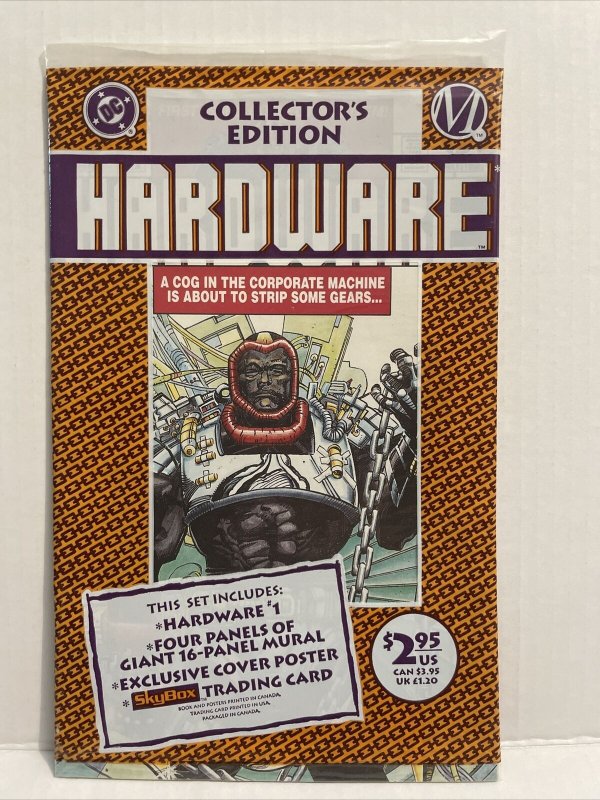 DC
®
M
TM
COLLECTOR'S
EDITION
HARDWARE*
TM
A COG IN THE CORPORATE MACHINE
IS ABOUT TO STRIP SOME GEARS...
THIS SET INCLUDES:
*HARDWARE #1
*FOUR PANELS OF
GIANT 16-PANEL MURAL
*EXCLUSIVE COVER POSTER
* SKYBOX TM TRADING CARD
BOOK AND POSTERS PRINTED IN CANADA.
TRADING CARD PRINTED IN USA.
PACKAGED IN CANADA.
$2.95
US
CAN $3.95
UK £1.20